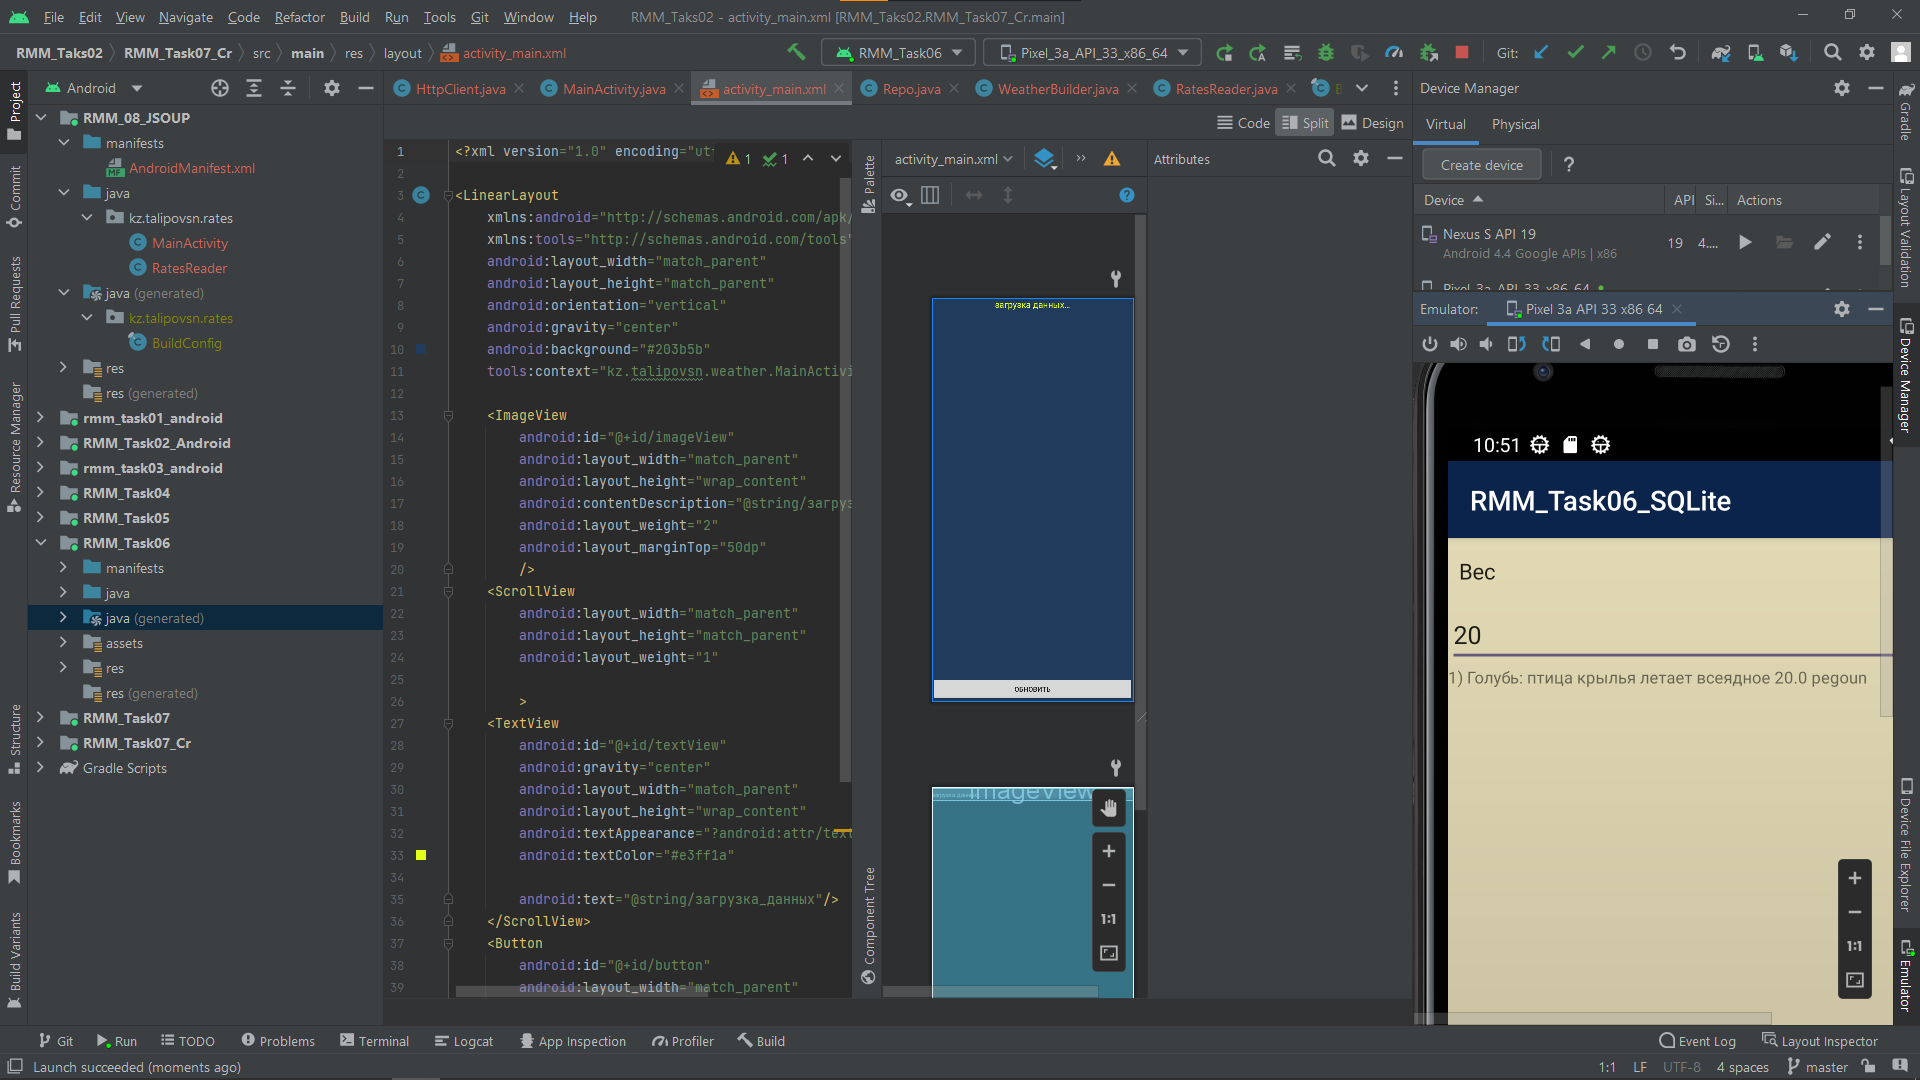 File Edit View Navigate Code Refactor Build Run Tools Git Window Help RMM_Taks02 - activity_main.xml [RMM_Taks02.RMM_Task07_Cr.main]
RMM_Taks02 RMM_Task07_Cr src main res layout activity_main.xml RMM_Task06 Pixel_3a_API_33_x86_64 Git:
Android HttpClient.java MainActivity.java activity_main.xml Repo.java WeatherBuilder.java RatesReader.java
Code Split Design
Project
Commit
Pull Requests
Resource Manager
Structure
Bookmarks
Build Variants
RMM_08_JSOUP
manifests
AndroidManifest.xml
java
kz.talipovsn.rates
MainActivity
RatesReader
java (generated)
kz.talipovsn.rates
BuildConfig
res
res (generated)
rmm_task01_android
RMM_Task02_Android
rmm_task03_android
RMM_Task04
RMM_Task05
RMM_Task06
manifests
java
java (generated)
assets
res
res (generated)
RMM_Task07
RMM_Task07_Cr
Gradle Scripts
1 <?xml version="1.0" encoding="ut 1 1
2
3 <LinearLayout
4 xmlns:android="http://schemas.android.com/apk/
5 xmlns:tools="http://schemas.android.com/tools"
6 android:layout_width="match_parent"
7 android:layout_height="match_parent"
8 android:orientation="vertical"
9 android:gravity="center"
10 android:background="#203b5b"
11 tools:context="kz.talipovsn.weather.MainActivi
12
13 <ImageView
14 android:id="@+id/imageView"
15 android:layout_width="match_parent"
16 android:layout_height="wrap_content"
17 android:contentDescription="@string/загруз
18 android:layout_weight="2"
19 android:layout_marginTop="50dp"
20 />
21 <ScrollView
22 android:layout_width="match_parent"
23 android:layout_height="match_parent"
24 android:layout_weight="1"
25
26 >
27 <TextView
28 android:id="@+id/textView"
29 android:gravity="center"
30 android:layout_width="match_parent"
31 android:layout_height="wrap_content"
32 android:textAppearance="?android:attr/text
33 android:textColor="#e3ff1a"
34
35 android:text="@string/загрузка_данных"/>
36 </ScrollView>
37 <Button
38 android:id="@+id/button"
39 android:layout_width="match_parent"
Palette
Component Tree
activity_main.xml
загрузка данных...
ОБНОВИТЬ
ImageView
1:1
Attributes
Device Manager
Virtual Physical
Create device ?
Device API Si... Actions
Nexus S API 19 19 4....
Android 4.4 Google APIs | x86
Pixel 3a API 33 x86 64
Emulator: Pixel 3a API 33 x86 64
10:51
RMM_Task06_SQLite
Вес
20
1) Голубь: птица крылья летает всеядное 20.0 pegoun
1:1
Gradle
Layout Validation
Device Manager
Device File Explorer
Emulator
Git Run TODO Problems Terminal Logcat App Inspection Profiler Build Event Log Layout Inspector
Launch succeeded (moments ago) 1:1 LF UTF-8 4 spaces master